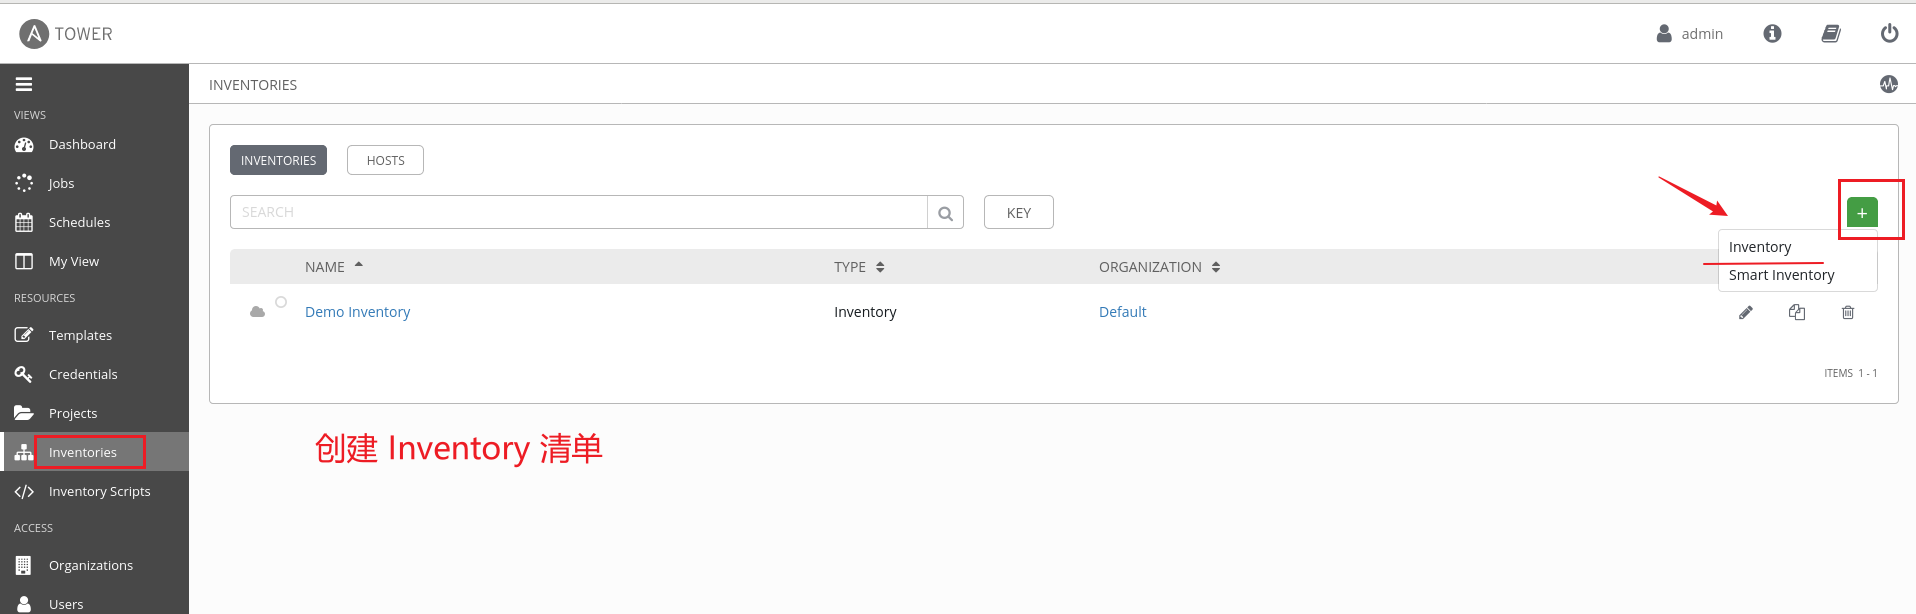 TOWER
admin
VIEWS
Dashboard
Jobs
Schedules
My View
RESOURCES
Templates
Credentials
Projects
Inventories
Inventory Scripts
ACCESS
Organizations
Users
INVENTORIES
INVENTORIES HOSTS
SEARCH KEY
+
Inventory
Smart Inventory
NAME TYPE ORGANIZATION
Demo Inventory Inventory Default
ITEMS 1 - 1
创建 Inventory 清单